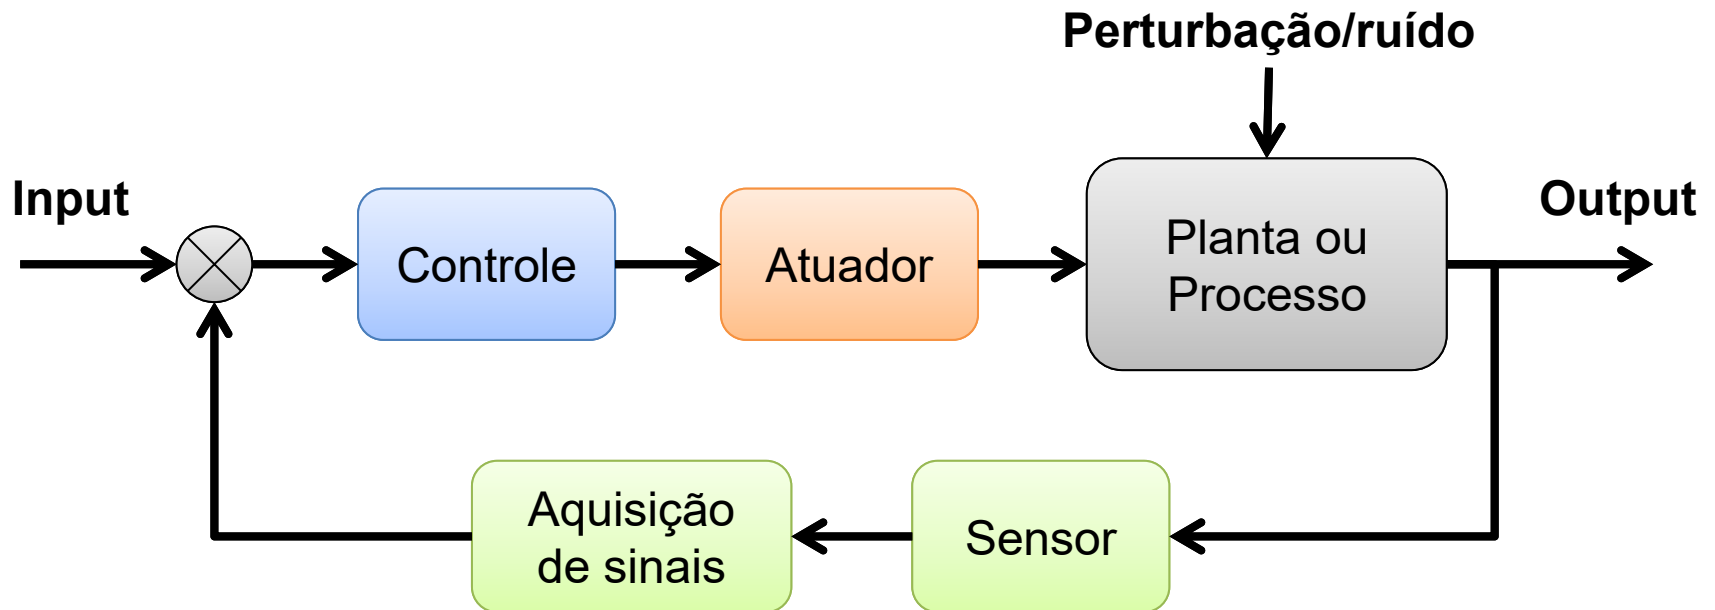 Perturbação/ruído
Input
Output
Controle
Atuador
Planta ou
Processo
Aquisição
de sinais
Sensor